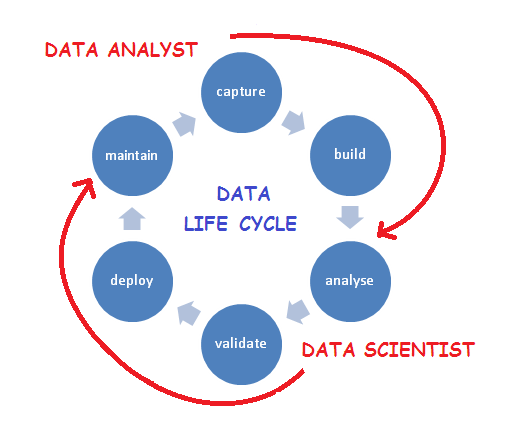 DATA ANALYST
capture
build
analyse
validate
deploy
maintain
DATA
LIFE CYCLE
DATA SCIENTIST